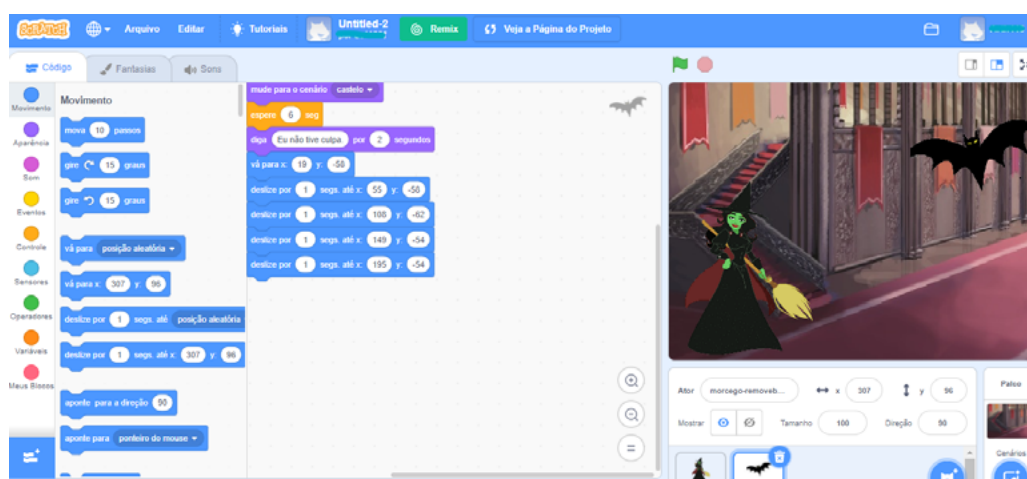 SCRATCH Arquivo Editar Tutoriais Untitled-2 Remix Veja a Página do Projeto
Código Fantasias Sons
Movimento
Aparência
Som
Eventos
Controle
Sensores
Operadores
Variáveis
Meus Blocos
Movimento
mova 10 passos
gire 15 graus
gire 15 graus
vá para posição aleatória
vá para x: 307 y: 96
deslize por 1 segs. até posição aleatória
deslize por 1 segs. até x: 307 y: 96
aponte para a direção 90
aponte para ponteiro do mouse
mude para o cenário castelo
espere 6 seg
diga Eu não tive culpa por 2 segundos
vá para x: 19 y: -58
deslize por 1 segs. até x: 55 y: -58
deslize por 1 segs. até x: 108 y: -62
deslize por 1 segs. até x: 149 y: -54
deslize por 1 segs. até x: 195 y: -54
Ator morcego-removeb... x 307 y 96
Mostrar Tamanho 100 Direção 90
Palco
Cenários